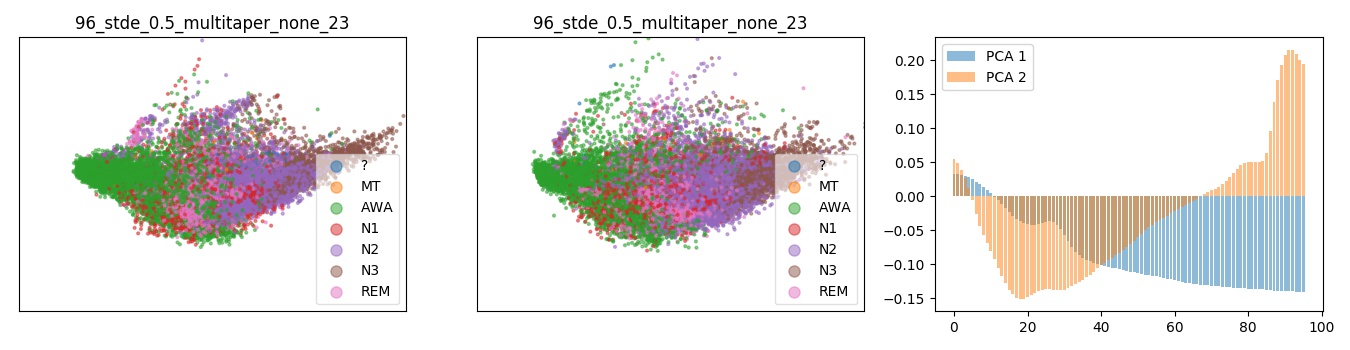 96_stde_0.5_multitaper_none_23
?
MT
AWA
N1
N2
N3
REM
96_stde_0.5_multitaper_none_23
?
MT
AWA
N1
N2
N3
REM
PCA 1
PCA 2
0.20
0.15
0.10
0.05
0.00
−0.05
−0.10
−0.15
0 20 40 60 80 100